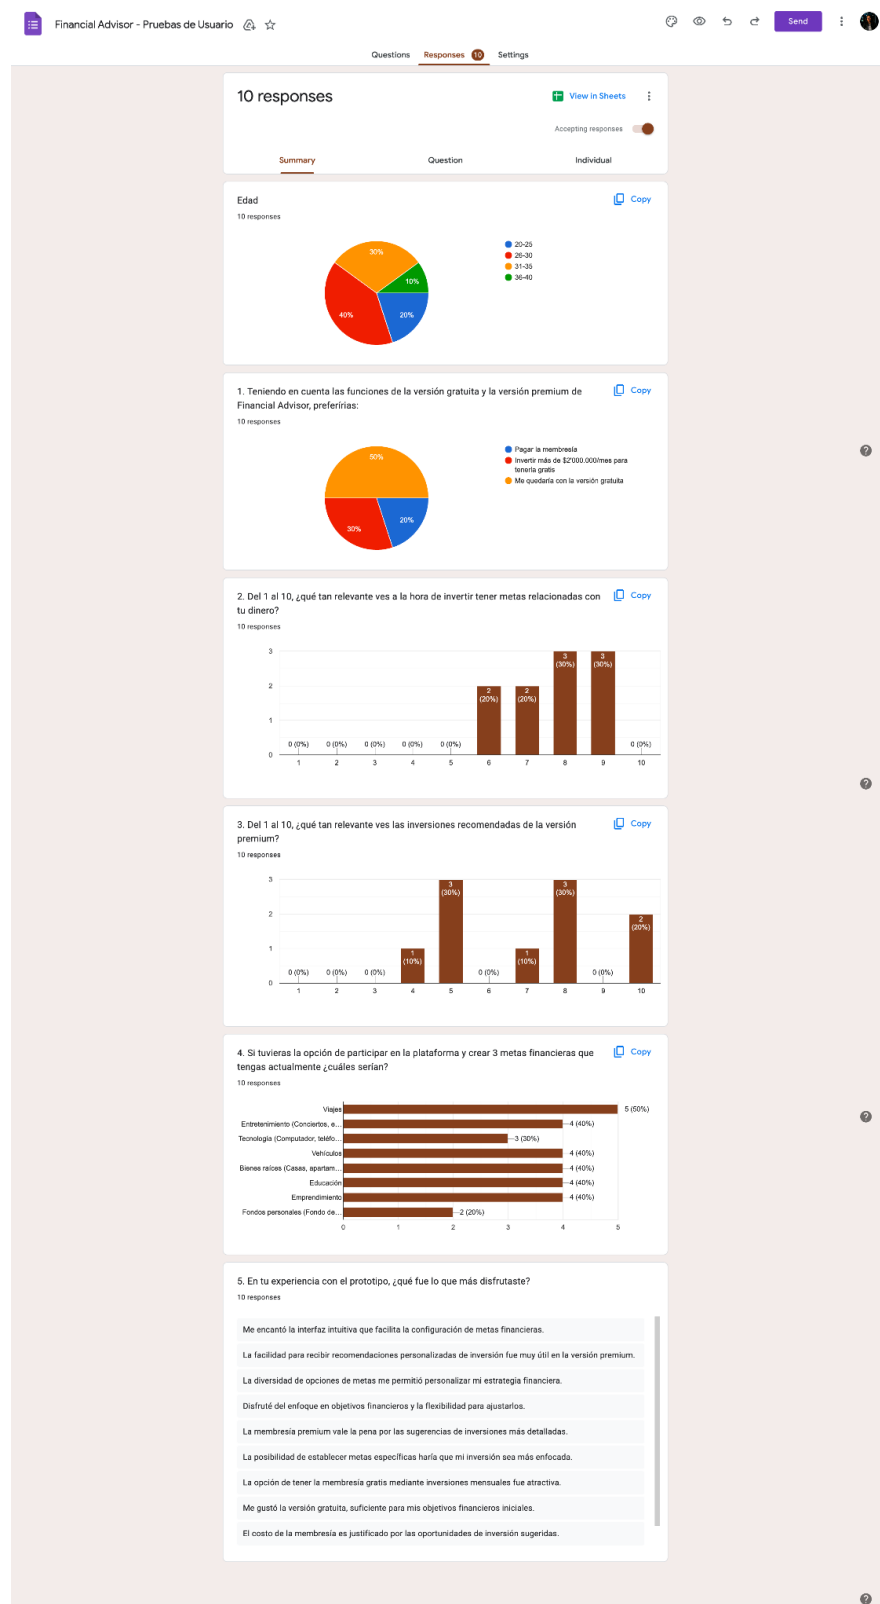 Financial Advisor - Pruebas de Usuario
Send
Questions
Responses 10
Settings
10 responses
View in Sheets
Accepting responses
Summary
Question
Individual
Edad
Copy
10 responses
30%
10%
40%
20%
20-25
26-30
31-35
36-40
1. Teniendo en cuenta las funciones de la versión gratuita y la versión premium de
Financial Advisor, preferírias:
Copy
10 responses
50%
30%
20%
Pagar la membresía
Invertir más de $2'000.000/mes para
tenerla gratis
Me quedaría con la versión gratuita
2. Del 1 al 10, ¿qué tan relevante ves a la hora de invertir tener metas relacionadas con
tu dinero?
Copy
10 responses
3
2
1
0
0 (0%)
0 (0%)
0 (0%)
0 (0%)
0 (0%)
2
(20%)
2
(20%)
3
(30%)
3
(30%)
0 (0%)
1 2 3 4 5 6 7 8 9 10
3. Del 1 al 10, ¿qué tan relevante ves las inversiones recomendadas de la versión
premium?
Copy
10 responses
3
2
1
0
0 (0%)
0 (0%)
0 (0%)
1
(10%)
3
(30%)
0 (0%)
1
(10%)
3
(30%)
0 (0%)
2
(20%)
1 2 3 4 5 6 7 8 9 10
4. Si tuvieras la opción de participar en la plataforma y crear 3 metas financieras que
tengas actualmente ¿cuáles serían?
Copy
10 responses
Viajes 5 (50%)
Entretenimiento (Conciertos, e... 4 (40%)
Tecnología (Computador, teléfo... 3 (30%)
Vehículos 4 (40%)
Bienes raíces (Casas, apartam... 4 (40%)
Educación 4 (40%)
Emprendimiento 4 (40%)
Fondos personales (Fondo de... 2 (20%)
0 1 2 3 4 5
5. En tu experiencia con el prototipo, ¿qué fue lo que más disfrutaste?
10 responses
Me encantó la interfaz intuitiva que facilita la configuración de metas financieras.
La facilidad para recibir recomendaciones personalizadas de inversión fue muy útil en la versión premium.
La diversidad de opciones de metas me permitió personalizar mi estrategia financiera.
Disfruté del enfoque en objetivos financieros y la flexibilidad para ajustarlos.
La membresía premium vale la pena por las sugerencias de inversiones más detalladas.
La posibilidad de establecer metas específicas haría que mi inversión sea más enfocada.
La opción de tener la membresía gratis mediante inversiones mensuales fue atractiva.
Me gustó la versión gratuita, suficiente para mis objetivos financieros iniciales.
El costo de la membresía es justificado por las oportunidades de inversión sugeridas.